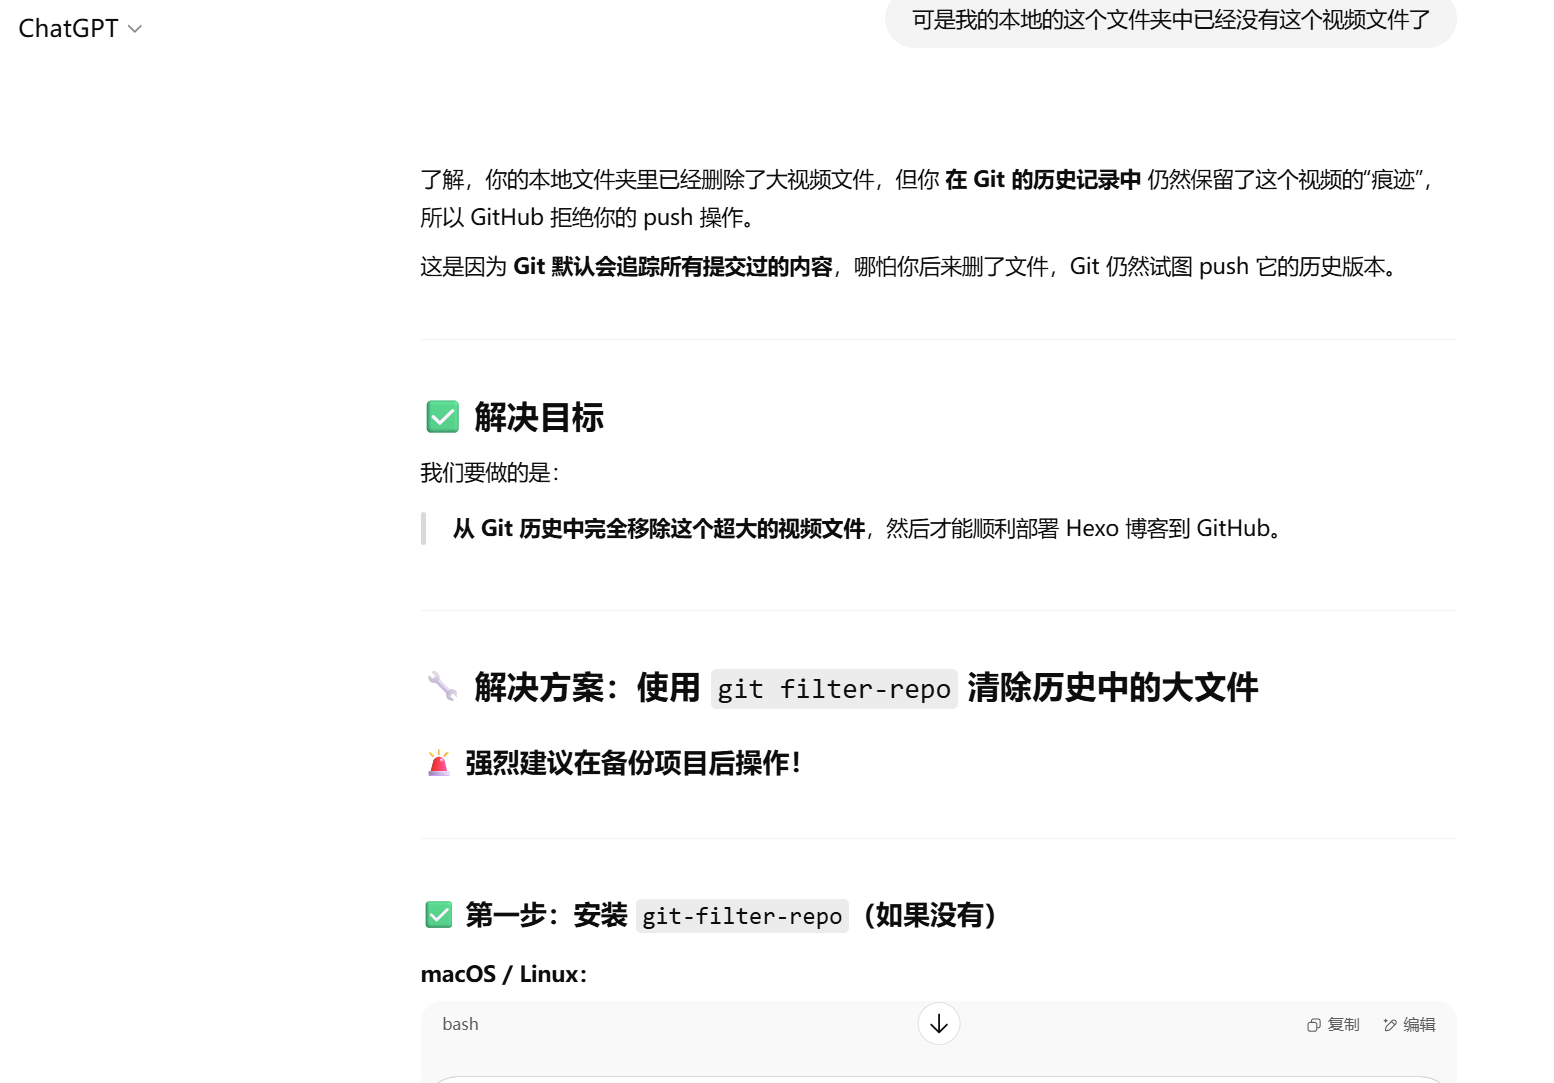 ChatGPT
可是我的本地的这个文件夹中已经没有这个视频文件了
了解，你的本地文件夹里已经删除了大视频文件，但你 在 Git 的历史记录中 仍然保留了这个视频的“痕迹”，
所以 GitHub 拒绝你的 push 操作。
这是因为 Git 默认会追踪所有提交过的内容，哪怕你后来删了文件，Git 仍然试图 push 它的历史版本。
✅ 解决目标
我们要做的是：
从 Git 历史中完全移除这个超大的视频文件，然后才能顺利部署 Hexo 博客到 GitHub。
🔧 解决方案：使用 git filter-repo 清除历史中的大文件
🚨 强烈建议在备份项目后操作！
✅ 第一步：安装 git-filter-repo（如果没有）
macOS / Linux：
bash
复制
编辑